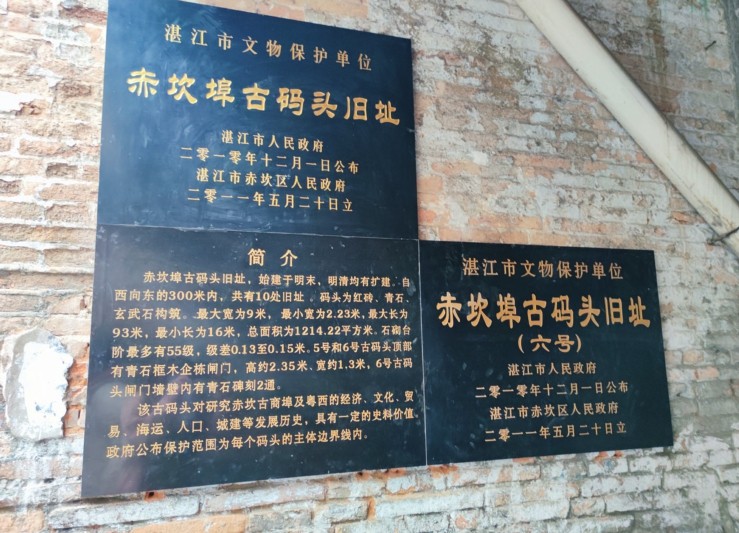 湛江市文物保护单位
赤坎埠古码头旧址
湛江市人民政府
二零一零年十二月一日公布
湛江市赤坎区人民政府
二零一一年五月二十日立
简介
赤坎埠古码头旧址，始建于明末，明清均有扩建。自
西向东的300米内，共有10处旧址。码头为红砖、青石、
玄武石构筑。最大宽为9米，最小宽为2.23米,最大长为
93米，最小长为16米，总面积为1214.22平方米。石砌台
阶最多有55级，级差0.13至0.15米。5号和6号古码头顶部
有青石框木企栋闸门，高约2.35米、宽约1.3米，6号古码
头闸门墙壁内有青石碑刻2通。
该古码头对研究赤坎古商埠及粤西的经济、文化、贸
易、海运、人口、城建等发展历史，具有一定的史料价值。
政府公布保护范围为每个码头的主体边界线内。
湛江市文物保护单位
赤坎埠古码头旧址
（六号）
湛江市人民政府
二零一零年十二月一日公布
湛江市赤坎区人民政府
二零一一年五月二十日立